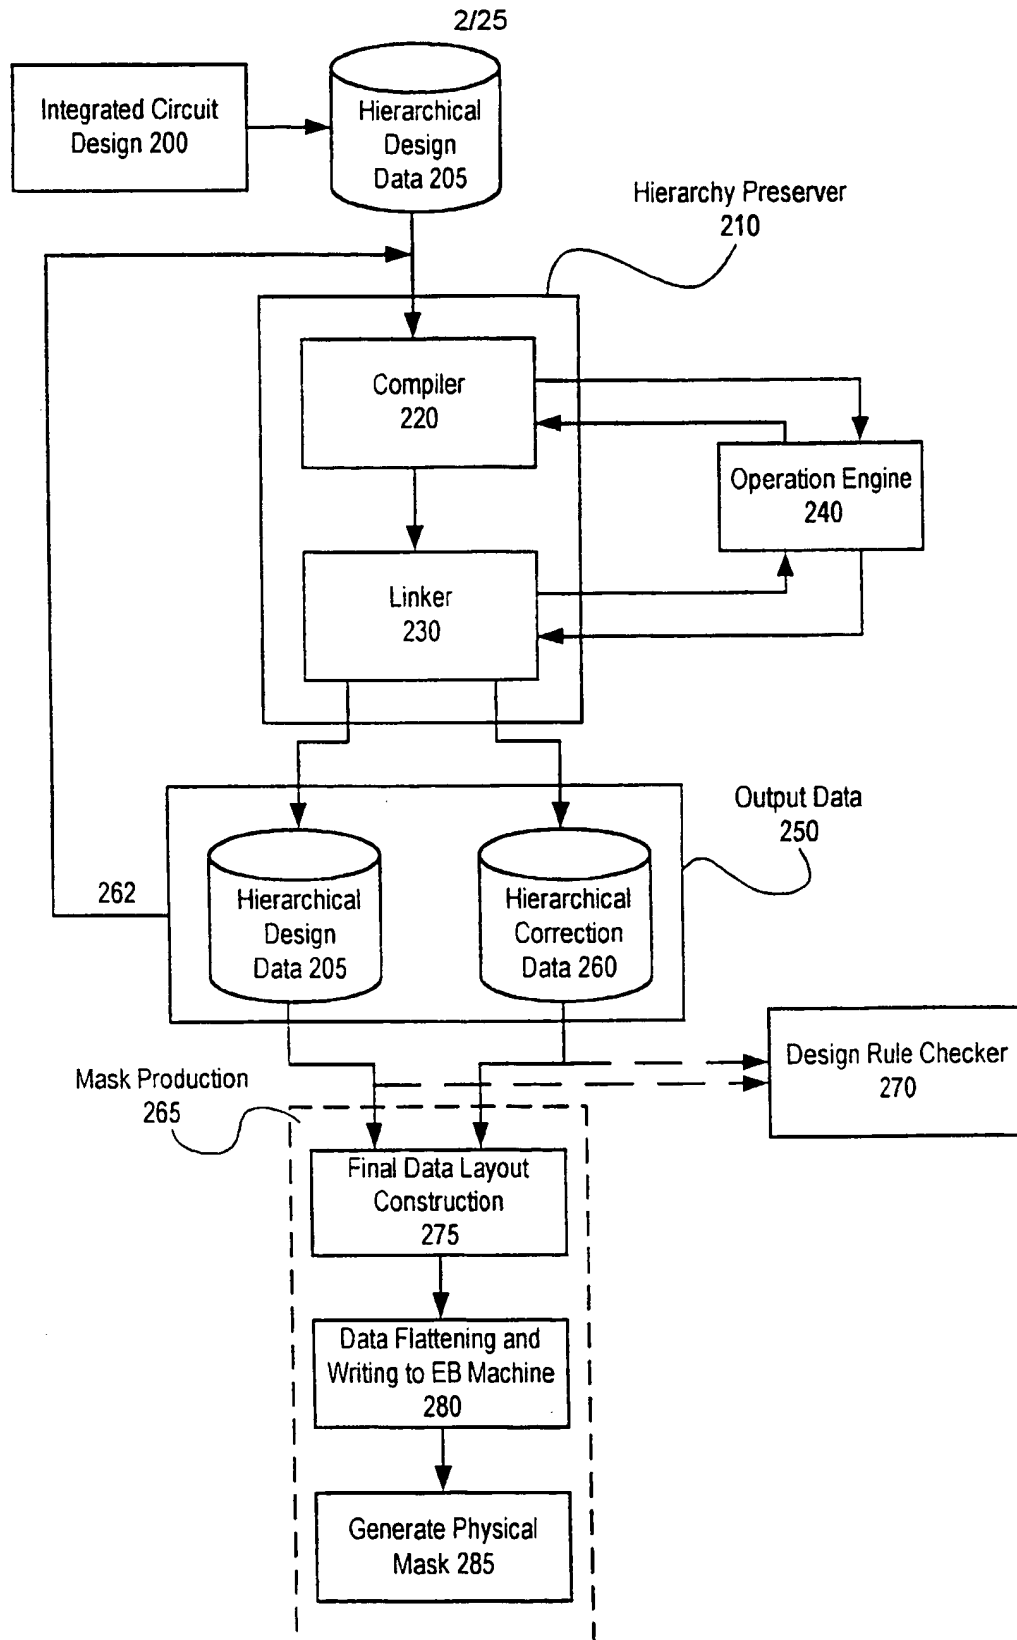 2/25
Integrated Circuit
Design 200
Hierarchical
Design
Data 205
Hierarchy Preserver
210
Compiler
220
Operation Engine
240
Linker
230
Output Data
250
262
Hierarchical
Design
Data 205
Hierarchical
Correction
Data 260
Design Rule Checker
270
Mask Production
265
Final Data Layout
Construction
275
Data Flattening and
Writing to EB Machine
280
Generate Physical
Mask 285